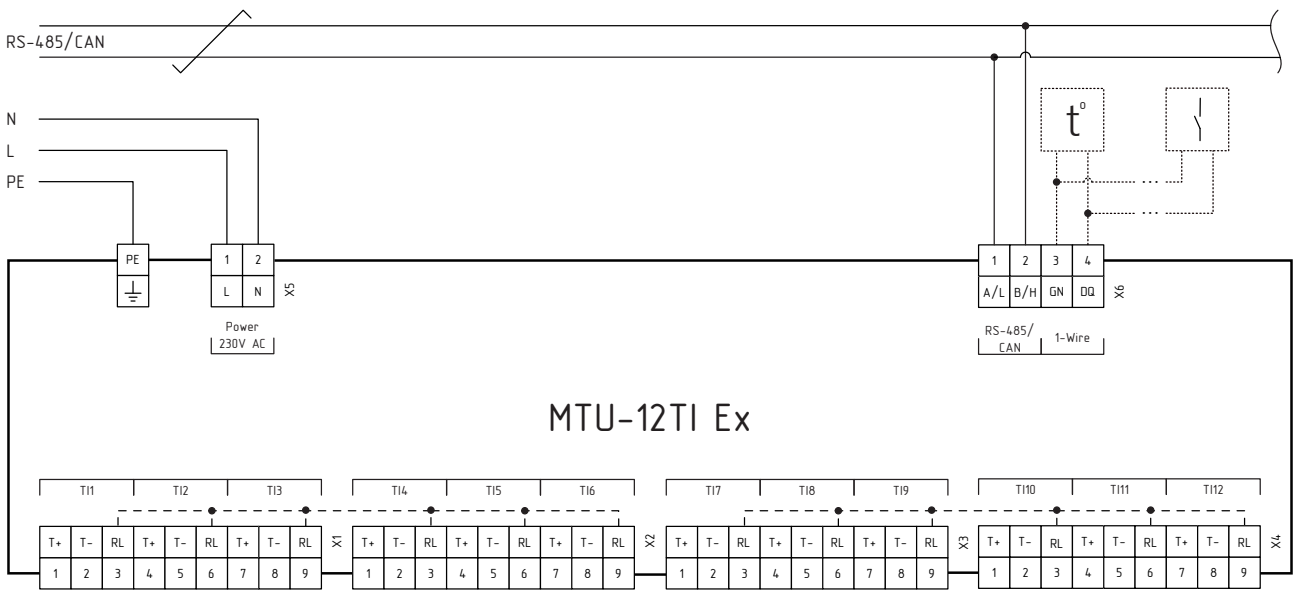 RS-485/CAN
N
L
PE
t°
...
...
PE 1 2 1 2 3 4
L N X5 A/L B/H GN DQ X6
Power
230V AC
RS-485/
CAN
1-Wire
MTU-12TI Ex
TI1 TI2 TI3 TI4 TI5 TI6 TI7 TI8 TI9 TI10 TI11 TI12
T+ T- RL T+ T- RL T+ T- RL X1 T+ T- RL T+ T- RL T+ T- RL X2 T+ T- RL T+ T- RL T+ T- RL X3 T+ T- RL T+ T- RL T+ T- RL X4
1 2 3 4 5 6 7 8 9 1 2 3 4 5 6 7 8 9 1 2 3 4 5 6 7 8 9 1 2 3 4 5 6 7 8 9